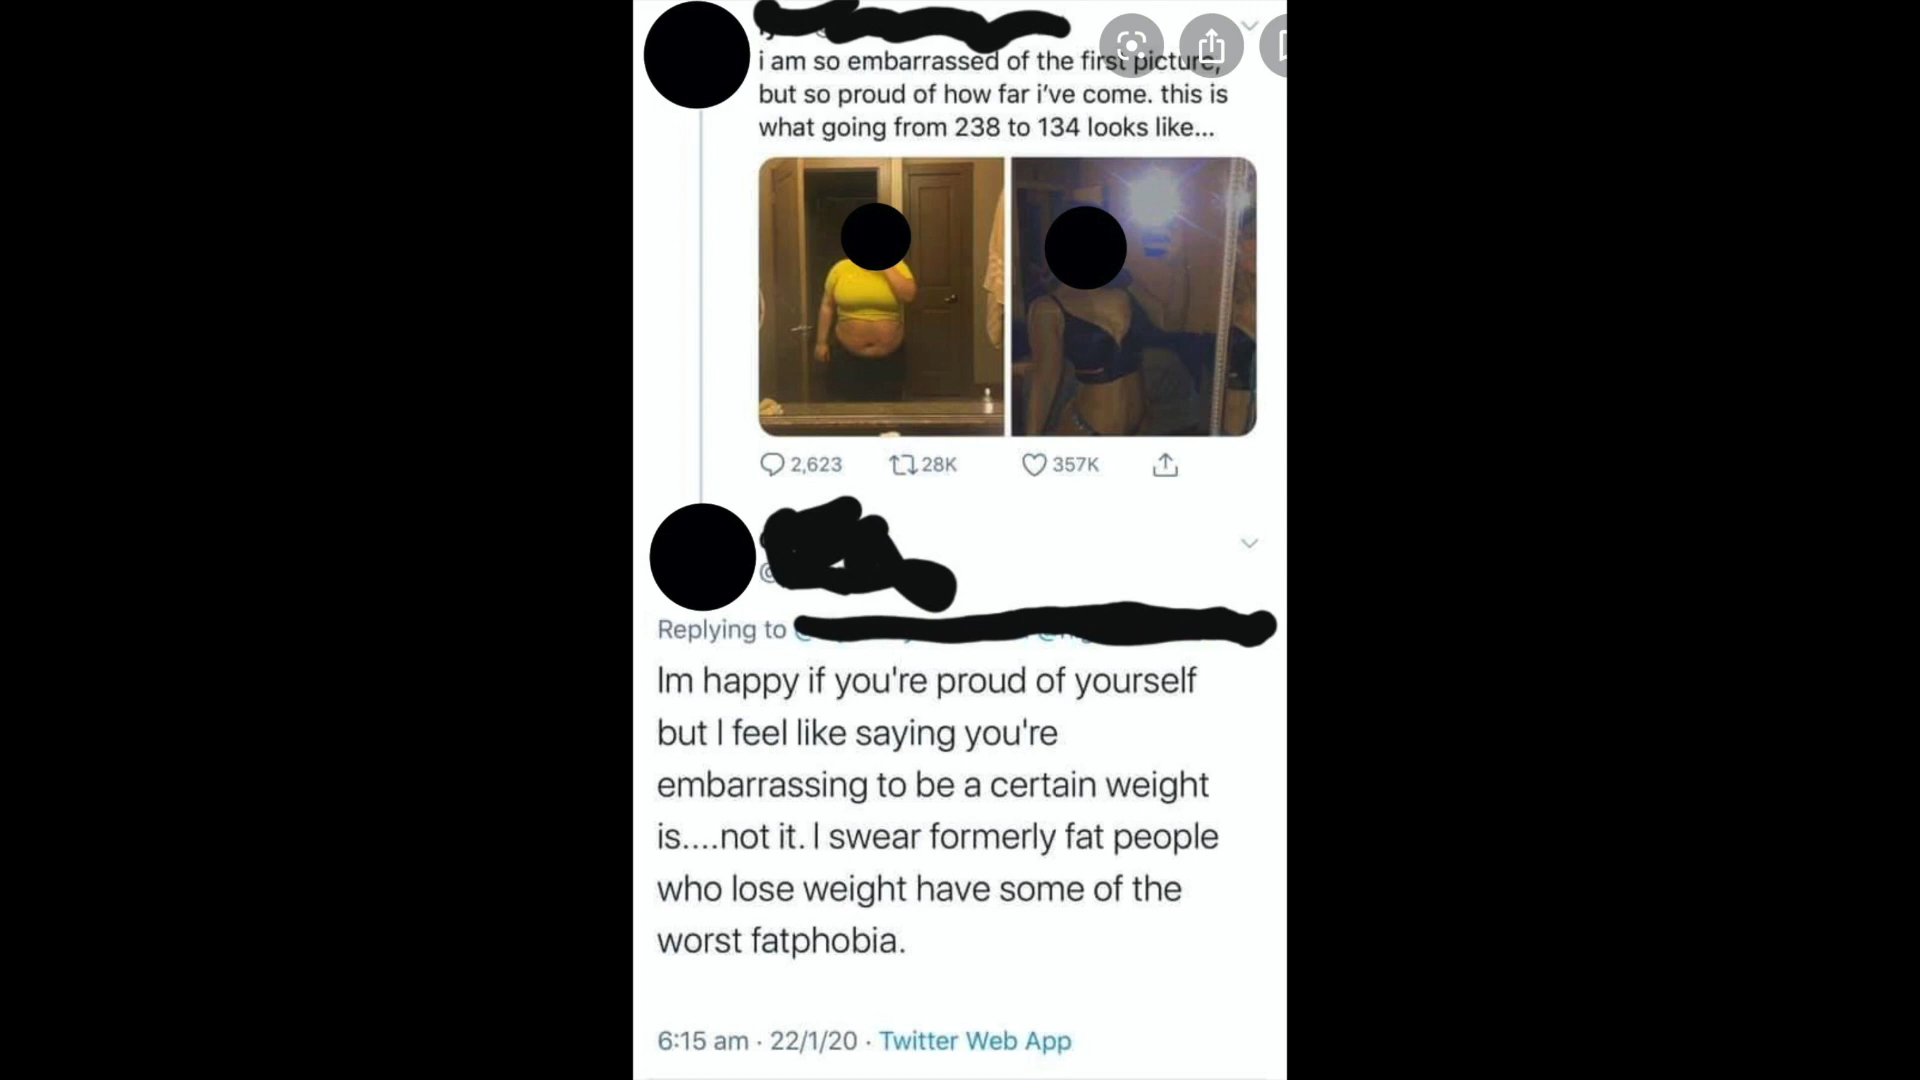 i am so embarrassed of the first picture,
but so proud of how far i've come. this is
what going from 238 to 134 looks like...
2,623 28K 357K
@
Replying to
Im happy if you're proud of yourself
but I feel like saying you're
embarrassing to be a certain weight
is....not it. I swear formerly fat people
who lose weight have some of the
worst fatphobia.
6:15 am · 22/1/20 · Twitter Web App